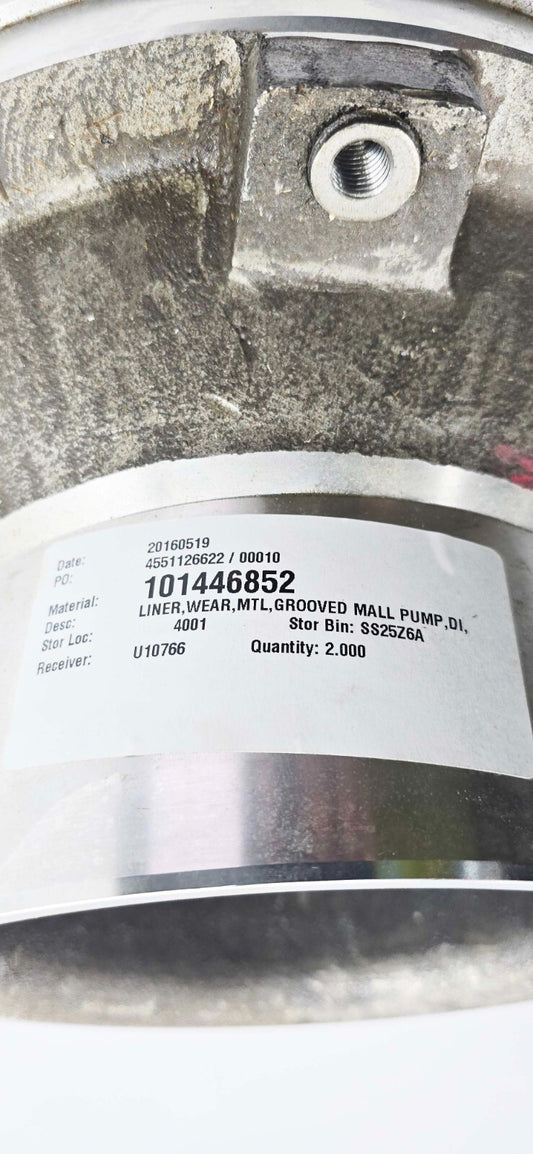 Date: 20160519
PO: 4551126622 / 00010
Material: 101446852
Desc: LINER,WEAR,MTL,GROOVED MALL PUMP,DI,
Stor Loc: 4001 Stor Bin: SS25Z6A
Receiver: U10766 Quantity: 2.000